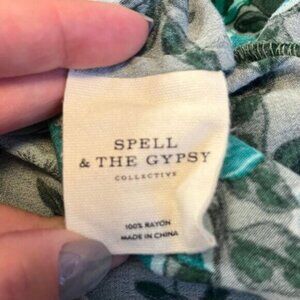 SPELL
& THE GYPSY
COLLECTIVE
100% RAYON
MADE IN CHINA